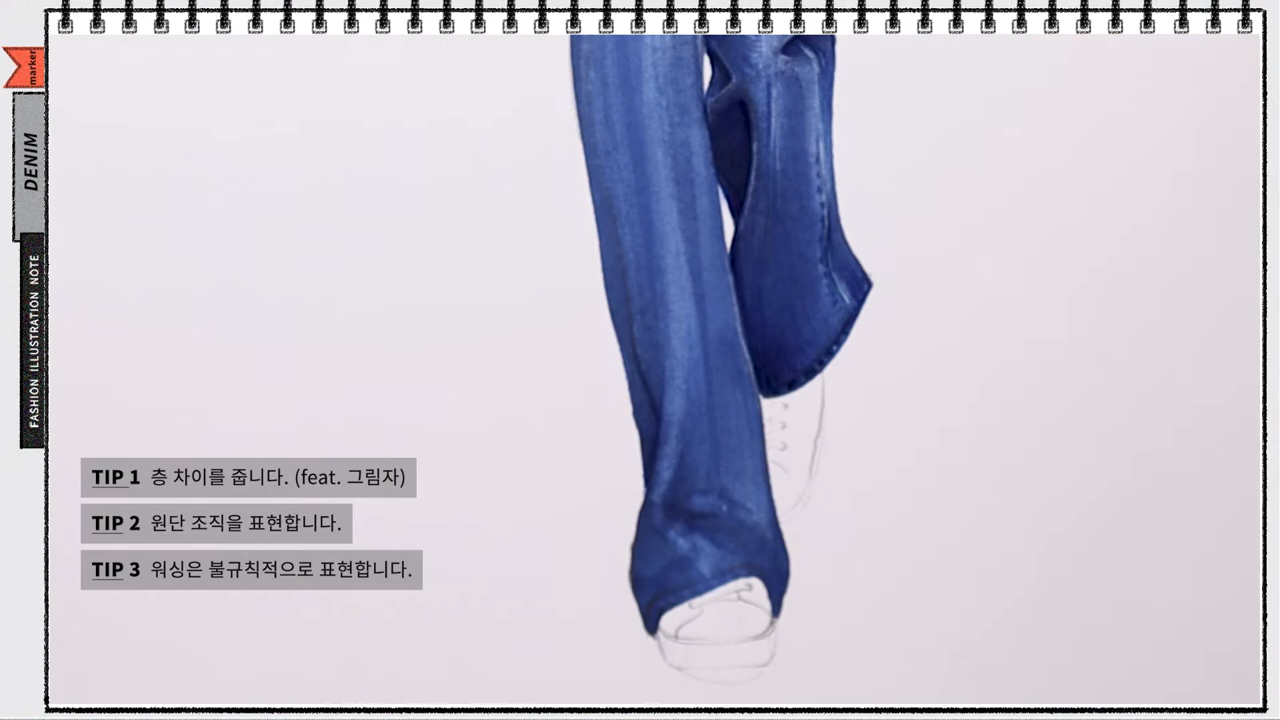 marker
DENIM
FASHION ILLUSTRATION NOTE
TIP 1 층 차이를 줍니다. (feat. 그림자)
TIP 2 원단 조직을 표현합니다.
TIP 3 워싱은 불규칙적으로 표현합니다.